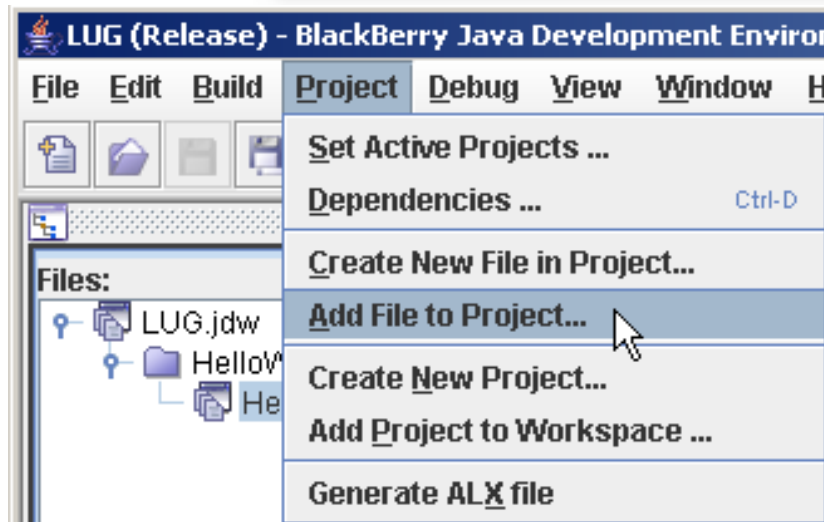 LUG (Release) - BlackBerry Java Development
File Edit Build Project Debug View Window
Set Active Projects ...
Dependencies ... Ctrl-D
Create New File in Project...
Files:
Add File to Project...
LUG.jdw
Create New Project...
Add Project to Workspace ...
Generate ALX file